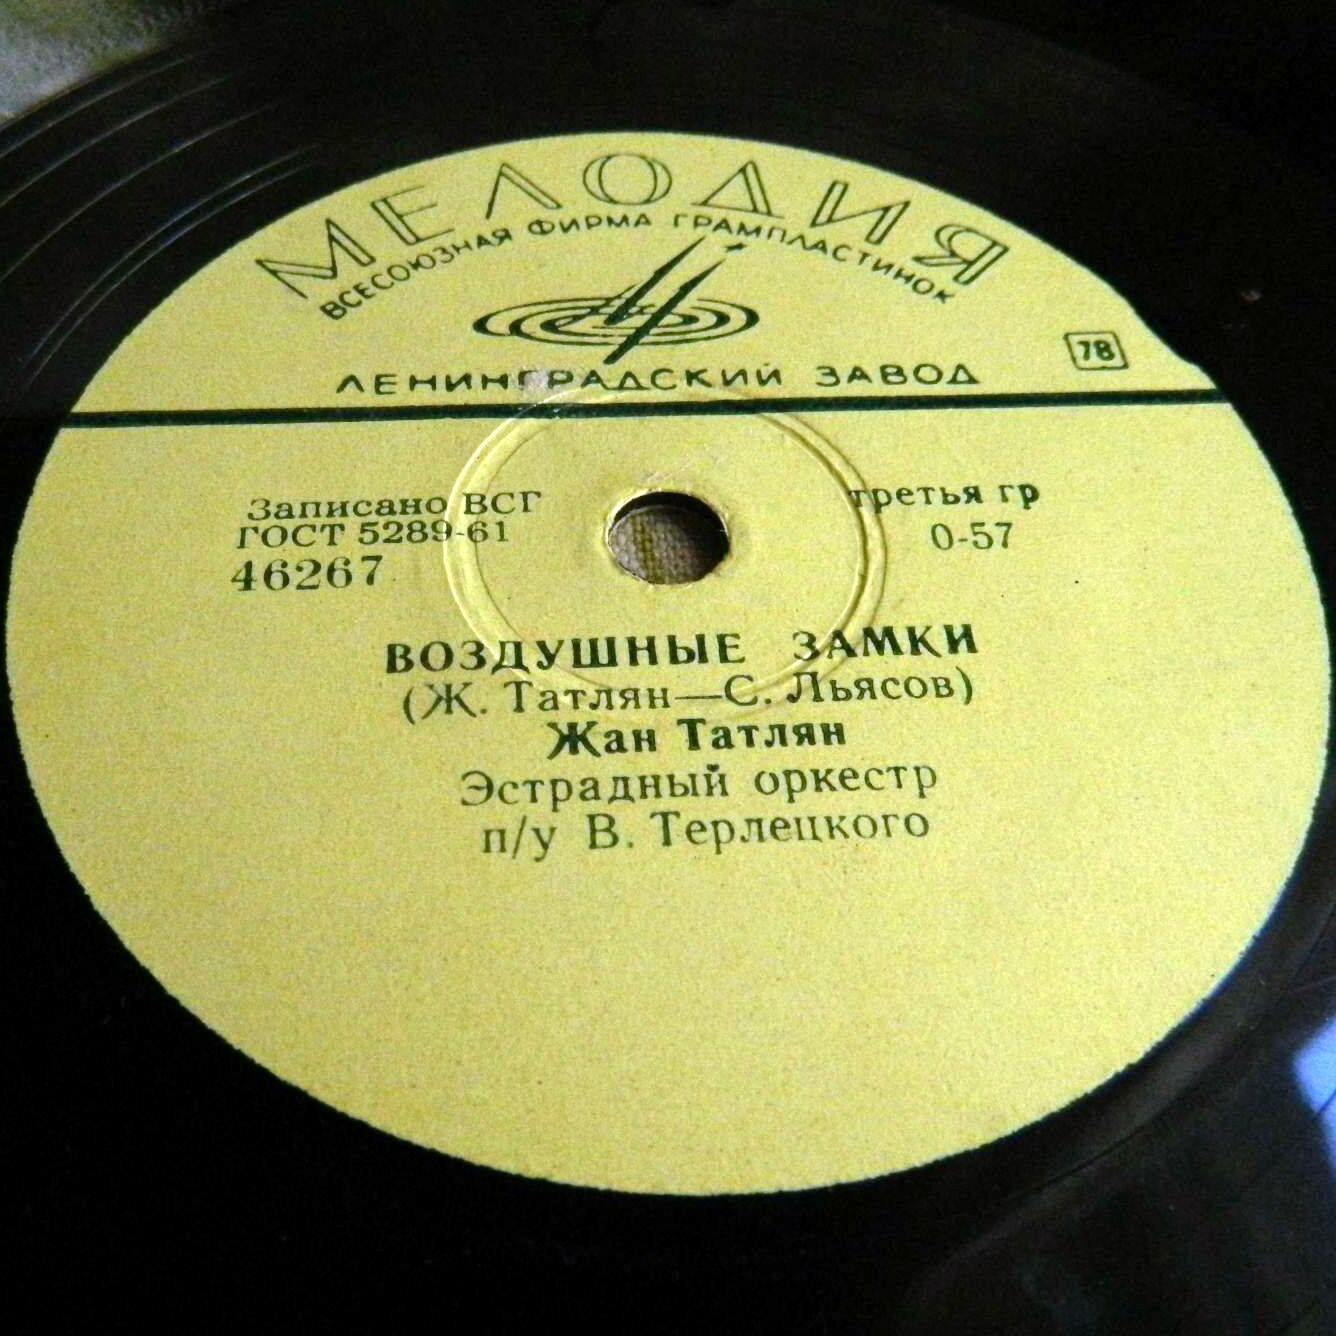 МЕЛОДИЯ
ВСЕСОЮЗНАЯ ФИРМА ГРАМПЛАСТИНОК
78
ЛЕНИНГРАДСКИЙ ЗАВОД
Записано ВСГ
третья гр
ГОСТ 5289-61
0-57
46267
ВОЗДУШНЫЕ ЗАМКИ
(Ж. Татлян—С. Льясов)
Жан Татлян
Эстрадный оркестр
п/у В. Терлецкого